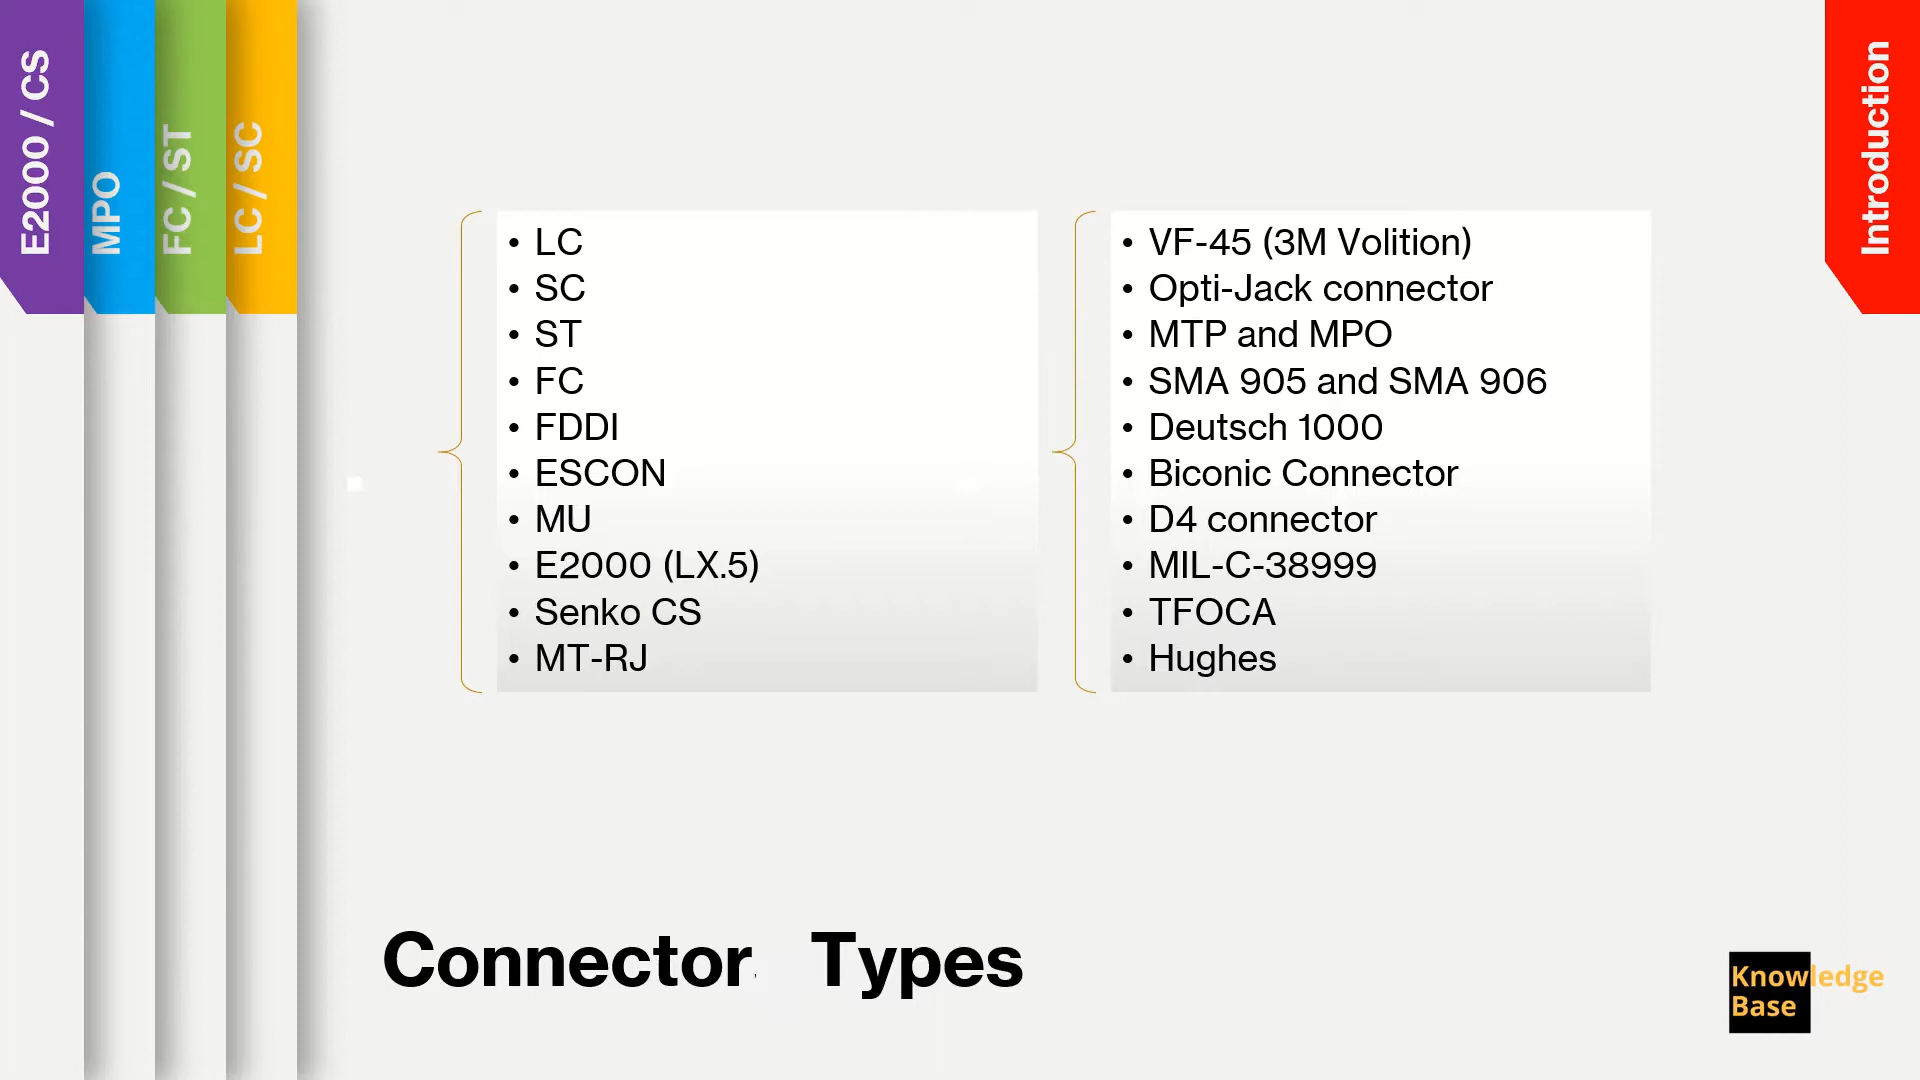 E2000 / CS
MPO
FC / ST
LC / SC
Introduction
• LC
• SC
• ST
• FC
• FDDI
• ESCON
• MU
• E2000 (LX.5)
• Senko CS
• MT-RJ
• VF-45 (3M Volition)
• Opti-Jack connector
• MTP and MPO
• SMA 905 and SMA 906
• Deutsch 1000
• Biconic Connector
• D4 connector
• MIL-C-38999
• TFOCA
• Hughes
Connector Types
Knowledge
Base